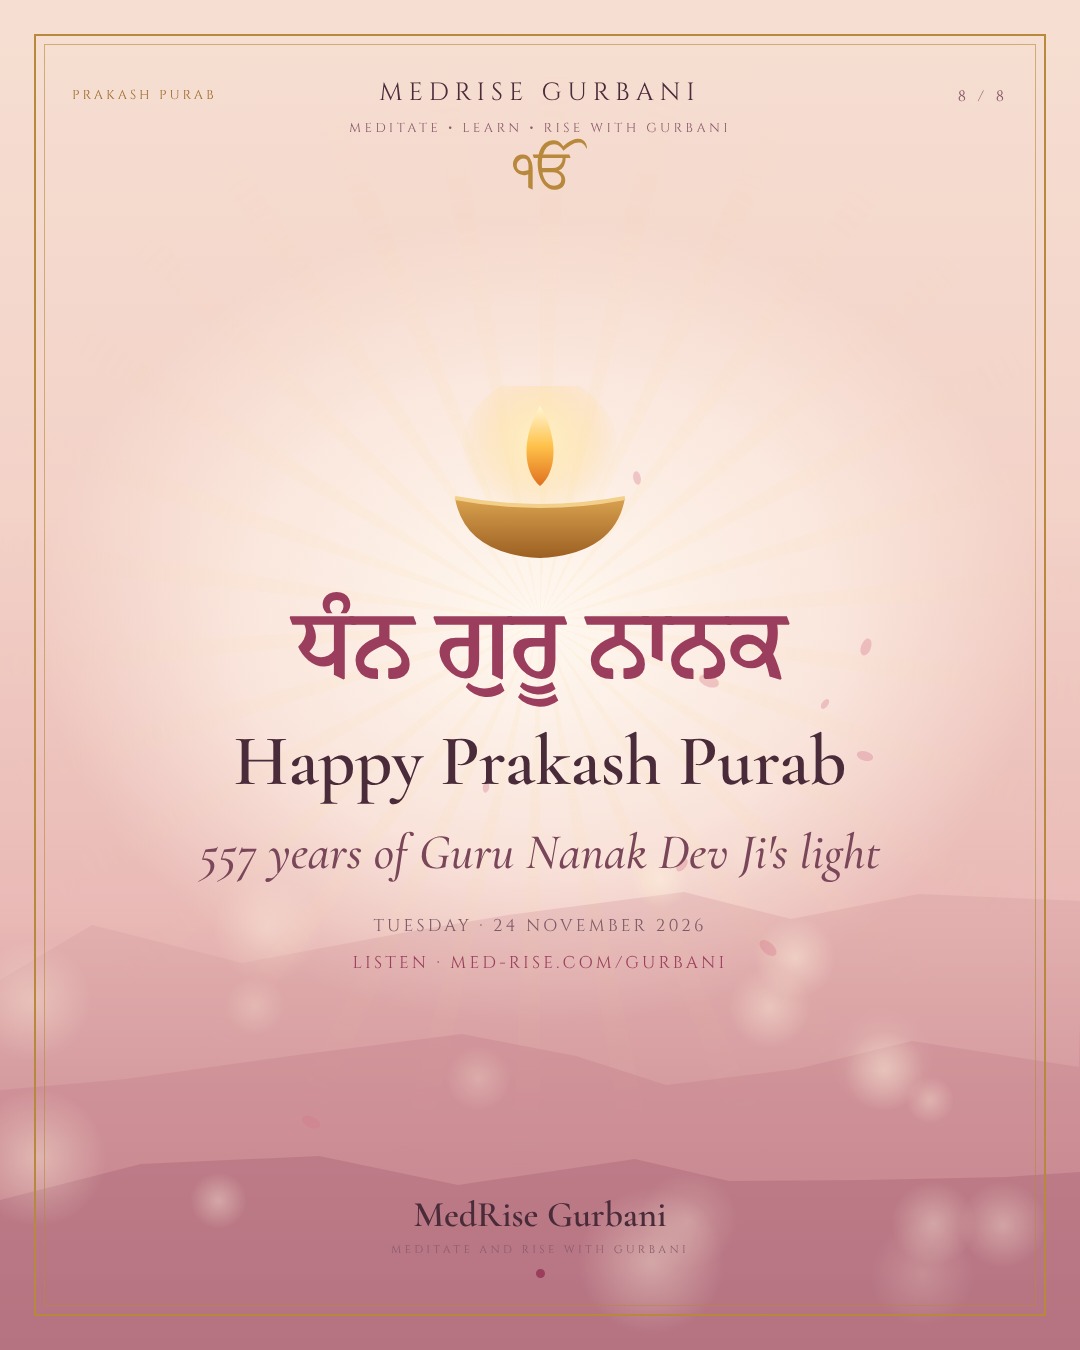 PRAKASH PURAB
MEDRISE GURBANI
8 / 8
MEDITATE • LEARN • RISE WITH GURBANI
ੴ
ਧੰਨ ਗੁਰੂ ਨਾਨਕ
Happy Prakash Purab
557 years of Guru Nanak Dev Ji's light
TUESDAY · 24 NOVEMBER 2026
LISTEN · MED-RISE.COM/GURBANI
MedRise Gurbani
MEDITATE AND RISE WITH GURBANI